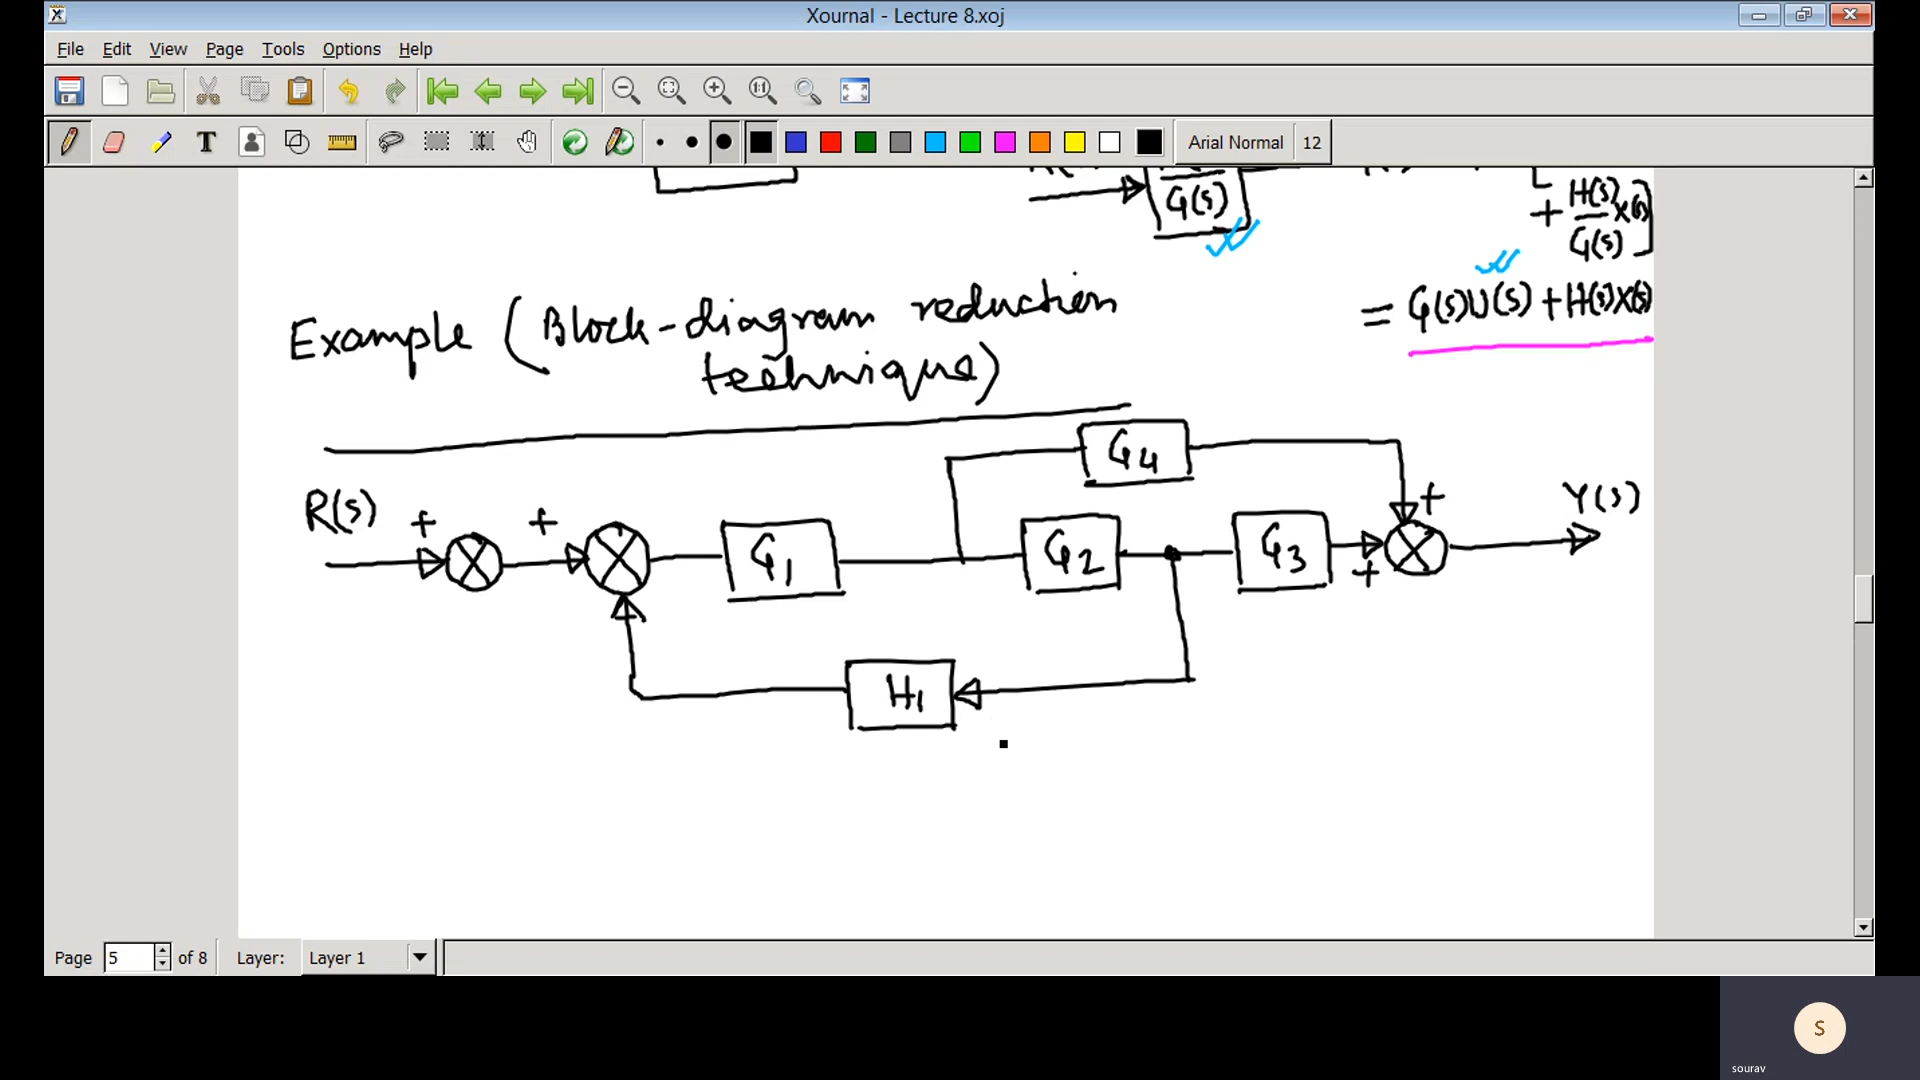 Xournal - Lecture 8.xoj
File Edit View Page Tools Options Help
Arial Normal 12
G(s)
+ H(s)/G(s) X(s)]
= G(s)U(s) + H(s)X(s)
Example (Block-diagram reduction
technique)
G4
R(s) + + G1 G2 G3 + + Y(s)
H1
Page 5 of 8 Layer: Layer 1
S
sourav